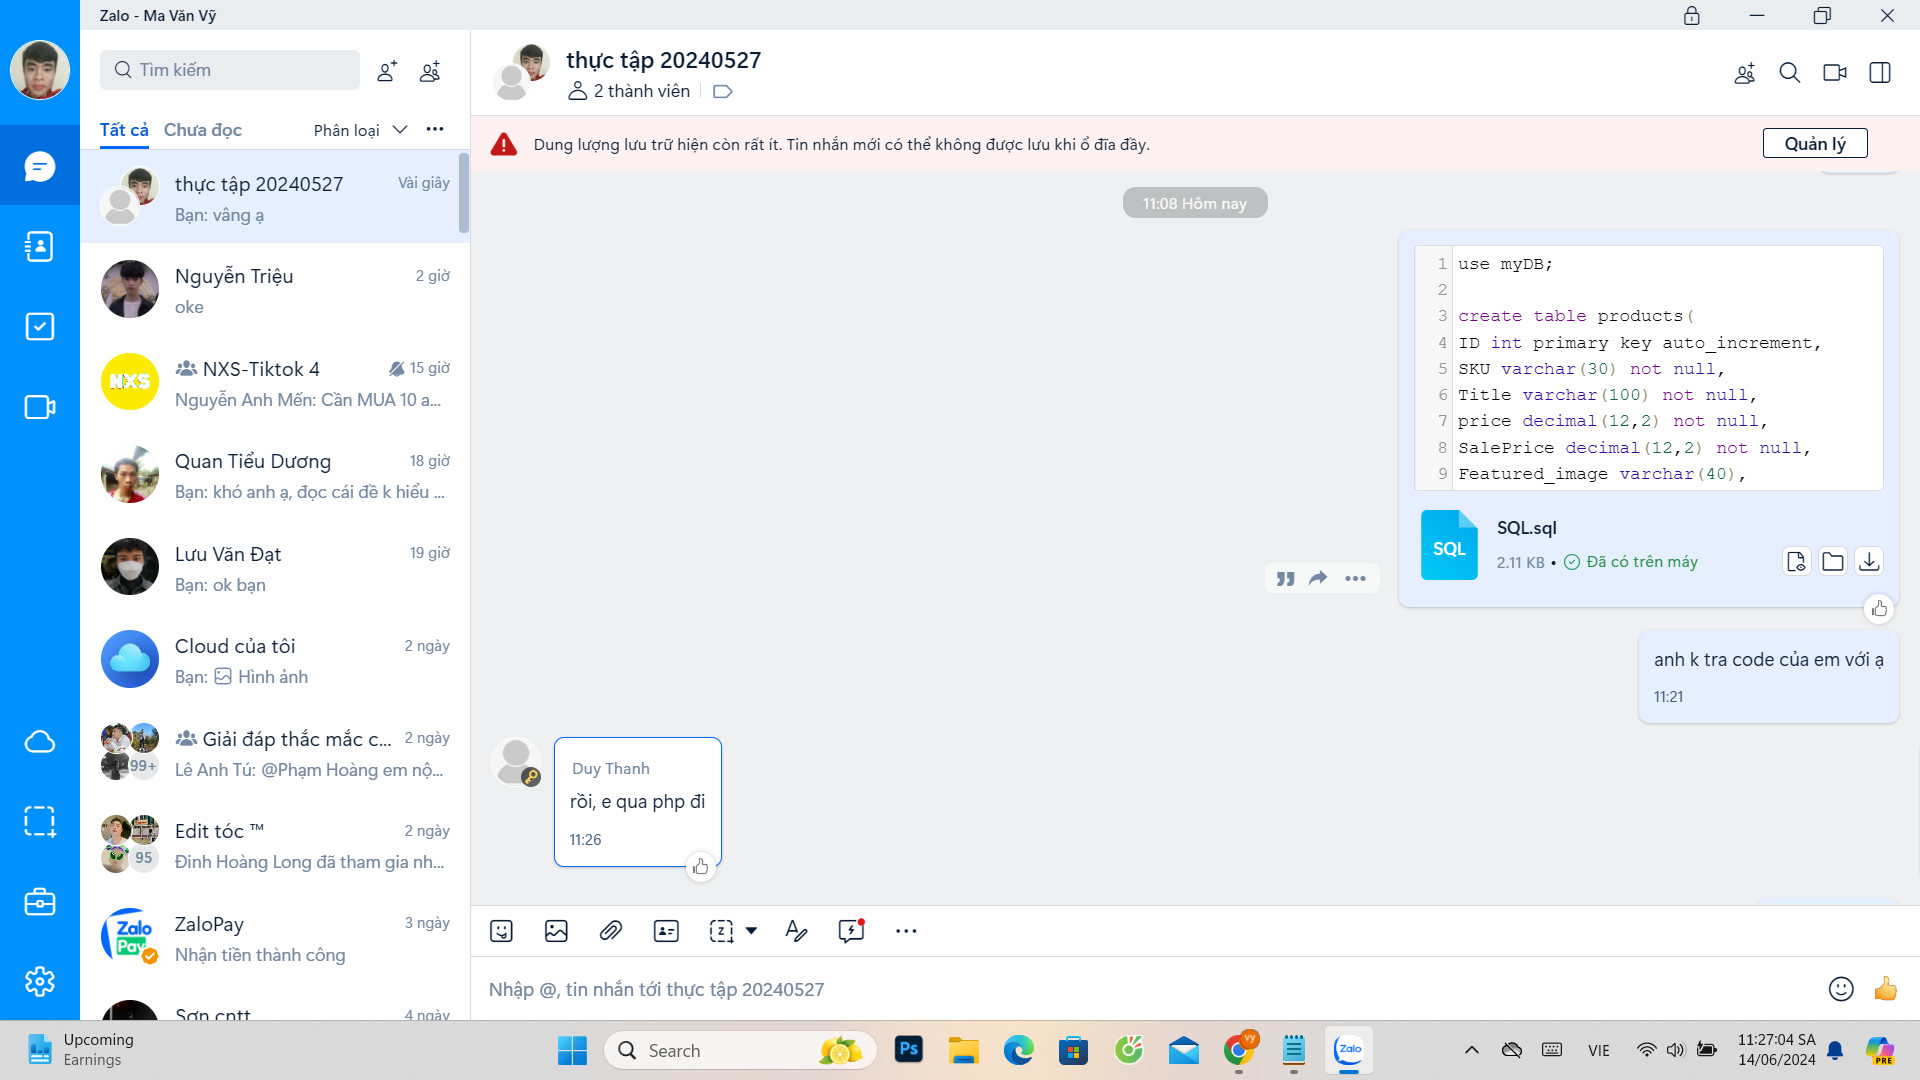 Zalo - Ma Văn Vỹ
Tìm kiếm
Tất cả
Chưa đọc
Phân loại
thực tập 20240527
Vài giây
Bạn: vâng ạ
Nguyễn Triệu
2 giờ
oke
NXS
NXS-Tiktok 4
15 giờ
Nguyễn Anh Mến: Cần MUA 10 a...
Quan Tiểu Dương
18 giờ
Bạn: khó anh ạ, đọc cái đề k hiểu ...
Lưu Văn Đạt
19 giờ
Bạn: ok bạn
Cloud của tôi
2 ngày
Bạn: Hình ảnh
99+
Giải đáp thắc mắc c...
2 ngày
Lê Anh Tú: @Phạm Hoàng em nộ...
95
Edit tóc ™
2 ngày
Đinh Hoàng Long đã tham gia nh...
Zalo
Pay
ZaloPay
3 ngày
Nhận tiền thành công
Sơn cntt
4 ngày
thực tập 20240527
2 thành viên
Dung lượng lưu trữ hiện còn rất ít. Tin nhắn mới có thể không được lưu khi ổ đĩa đầy.
Quản lý
11:08 Hôm nay
1 use myDB;
2
3 create table products(
4 ID int primary key auto_increment,
5 SKU varchar(30) not null,
6 Title varchar(100) not null,
7 price decimal(12,2) not null,
8 SalePrice decimal(12,2) not null,
9 Featured_image varchar(40),
SQL
SQL.sql
2.11 KB • Đã có trên máy
anh k tra code của em với ạ
11:21
Duy Thanh
rồi, e qua php đi
11:26
Nhập @, tin nhắn tới thực tập 20240527
Upcoming
Earnings
Search
Ps
VY
Zalo
VIE
11:27:04 SA
14/06/2024
PRE